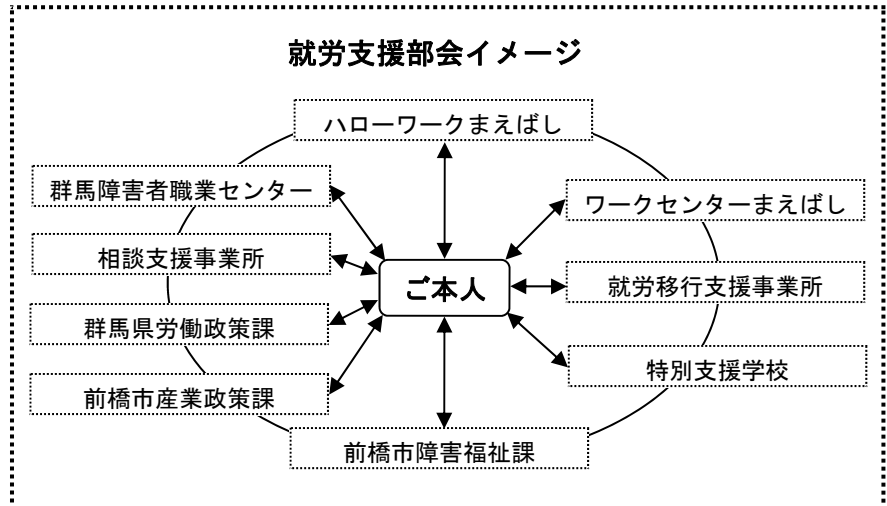 就労支援部会イメージ
ハローワークまえばし
群馬障害者職業センター
ワークセンターまえばし
相談支援事業所
ご本人
就労移行支援事業所
群馬県労働政策課
特別支援学校
前橋市産業政策課
前橋市障害福祉課